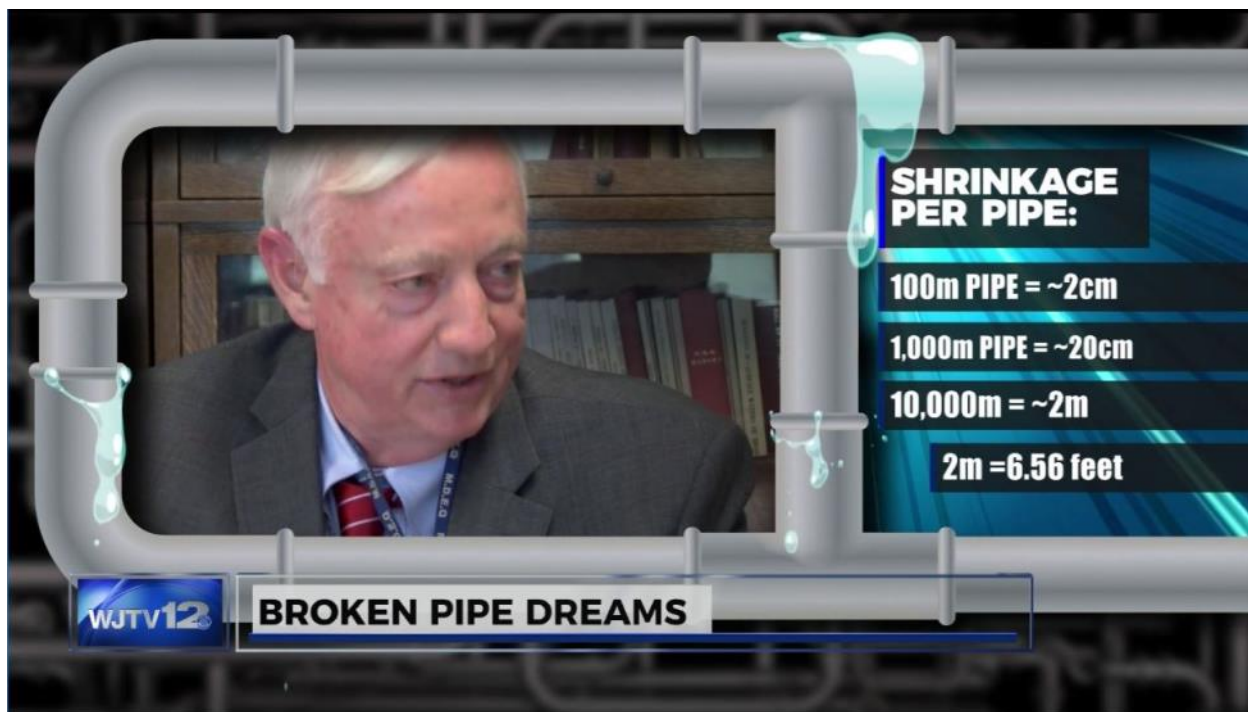 SHRINKAGE
PER PIPE:
100m PIPE = ~2cm
1,000m PIPE = ~20cm
10,000m = ~2m
2m =6.56 feet
M.D.E.Q
WJTV12
BROKEN PIPE DREAMS